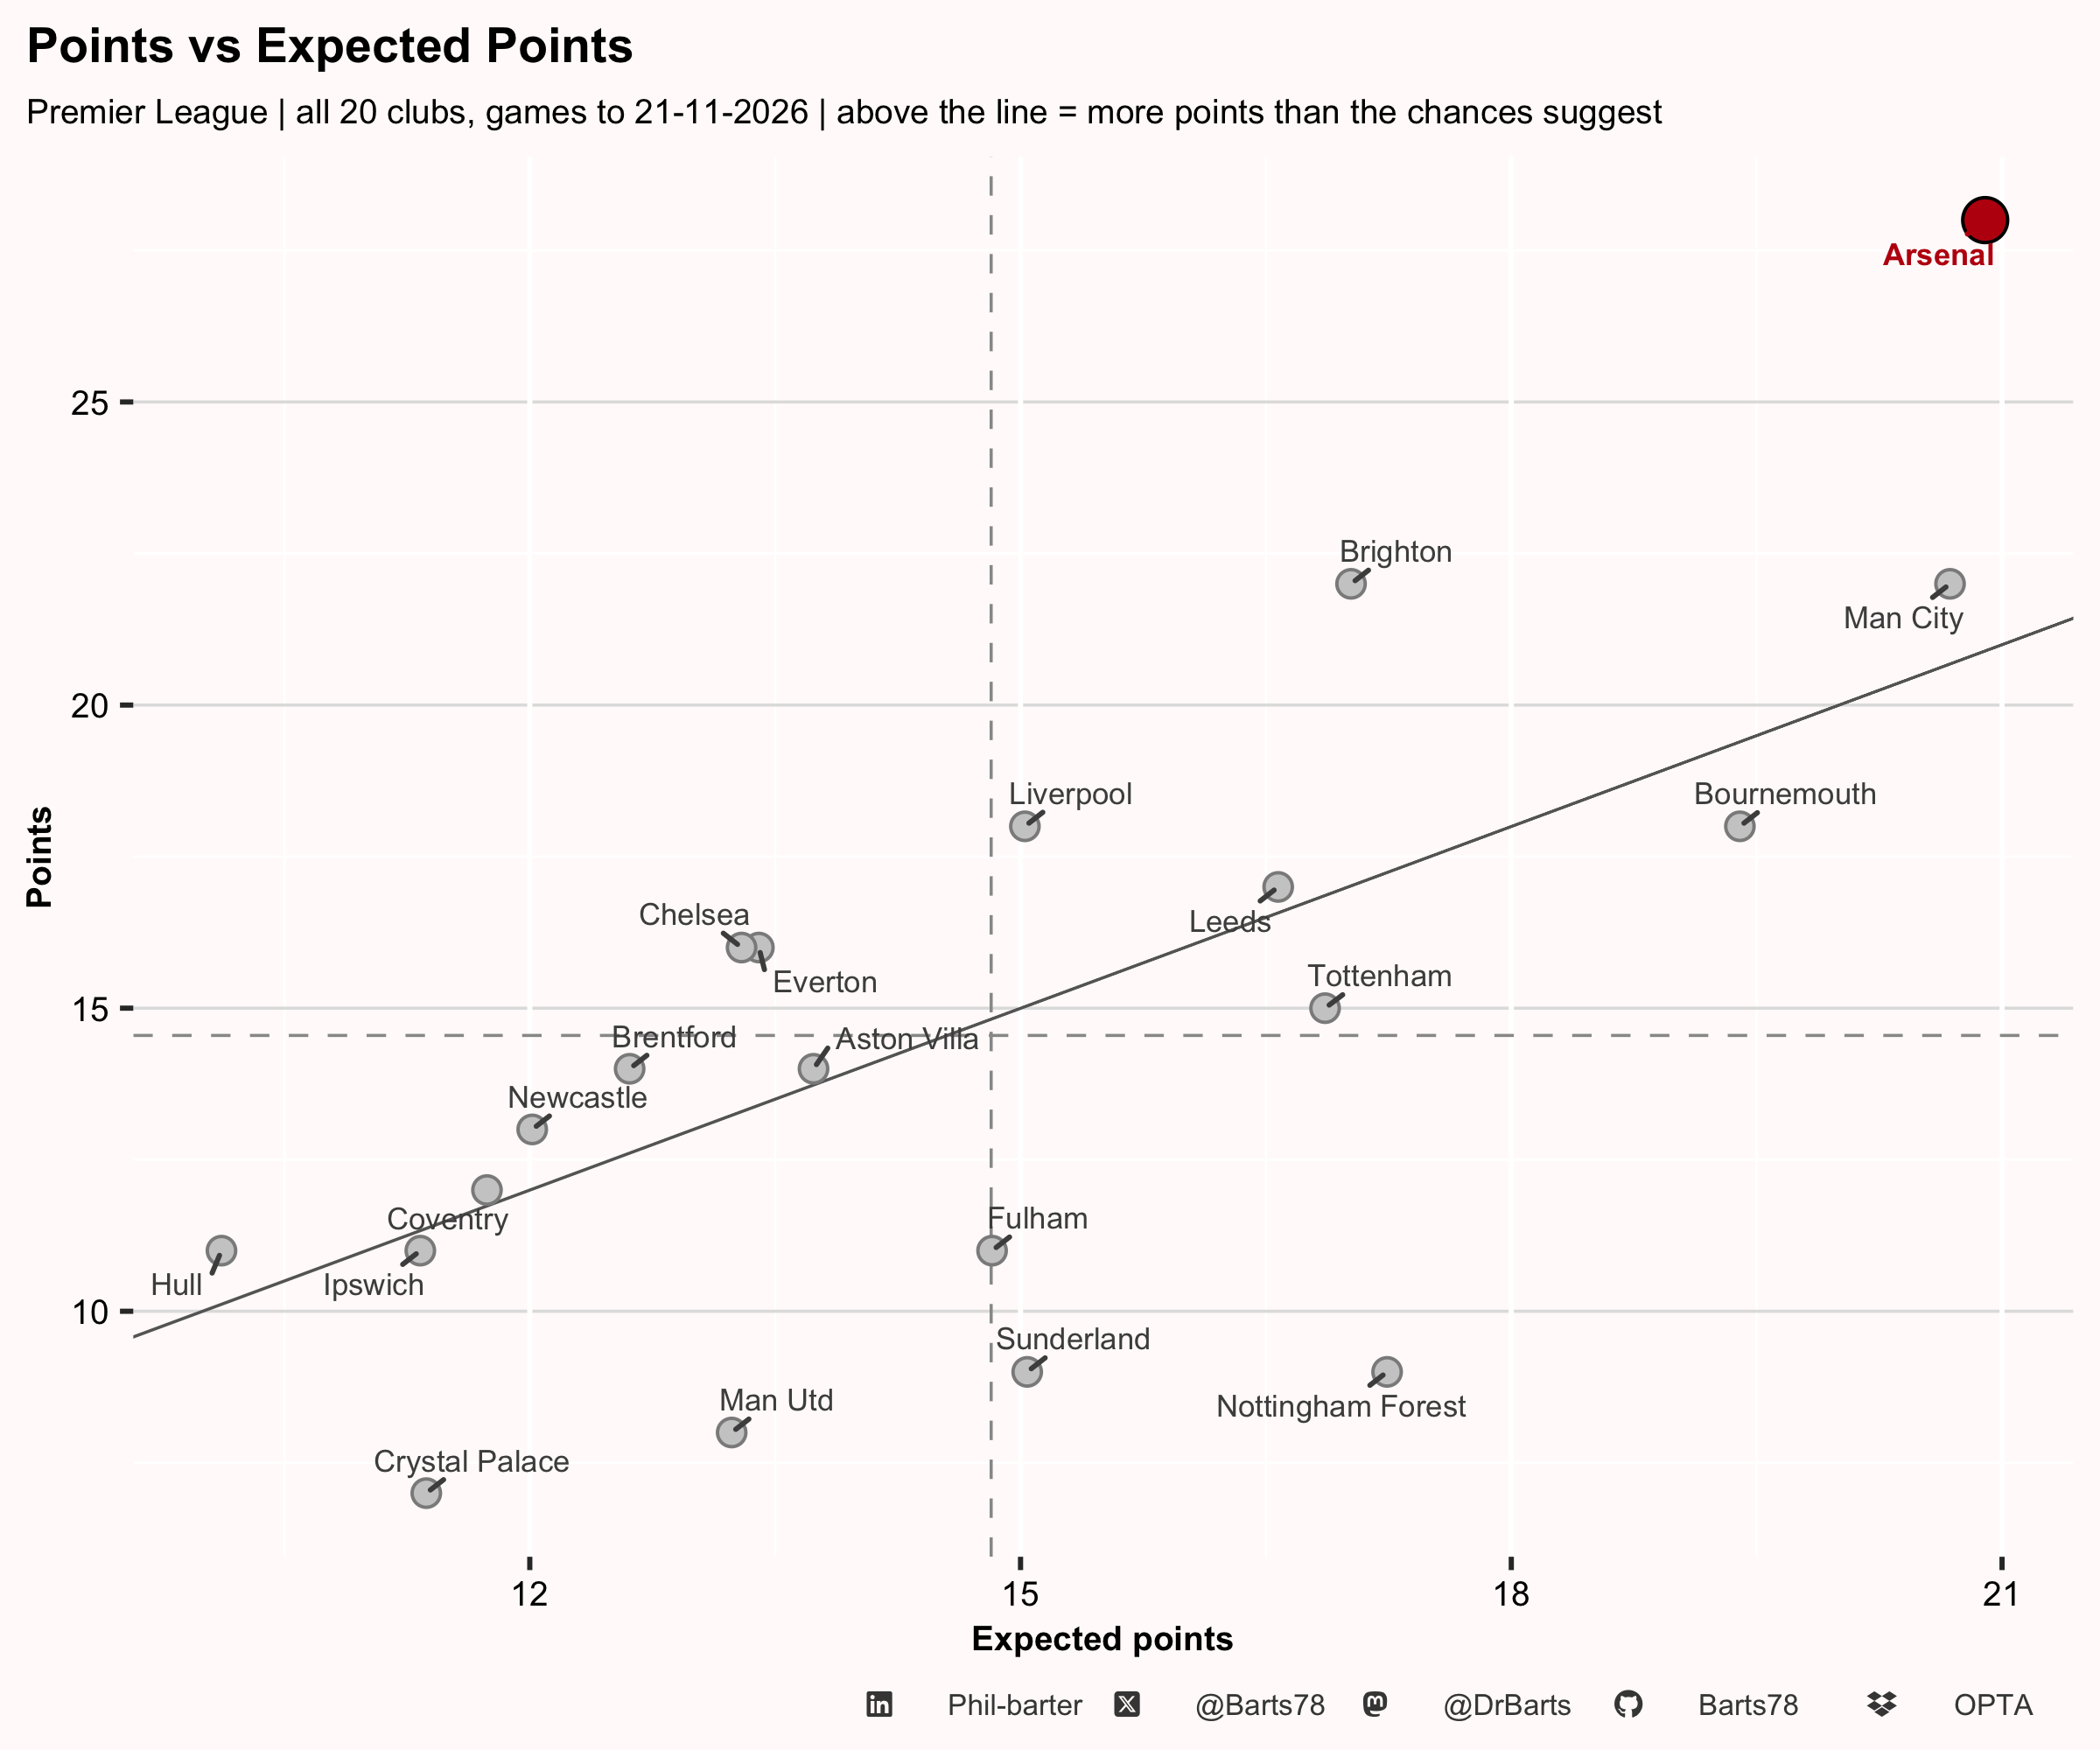 Points vs Expected Points
Premier League | all 20 clubs, games to 21-11-2026 | above the line = more points than the chances suggest
Arsenal
25
Brighton
Man City
20
Liverpool
Bournemouth
Points
Chelsea
Leeds
Everton
Tottenham
15
Brentford
Aston Villa
Newcastle
Coventry
Fulham
Hull
Ipswich
10
Sunderland
Man Utd
Nottingham Forest
Crystal Palace
12 15 18 21
Expected points
Phil-barter @Barts78 @DrBarts Barts78 OPTA